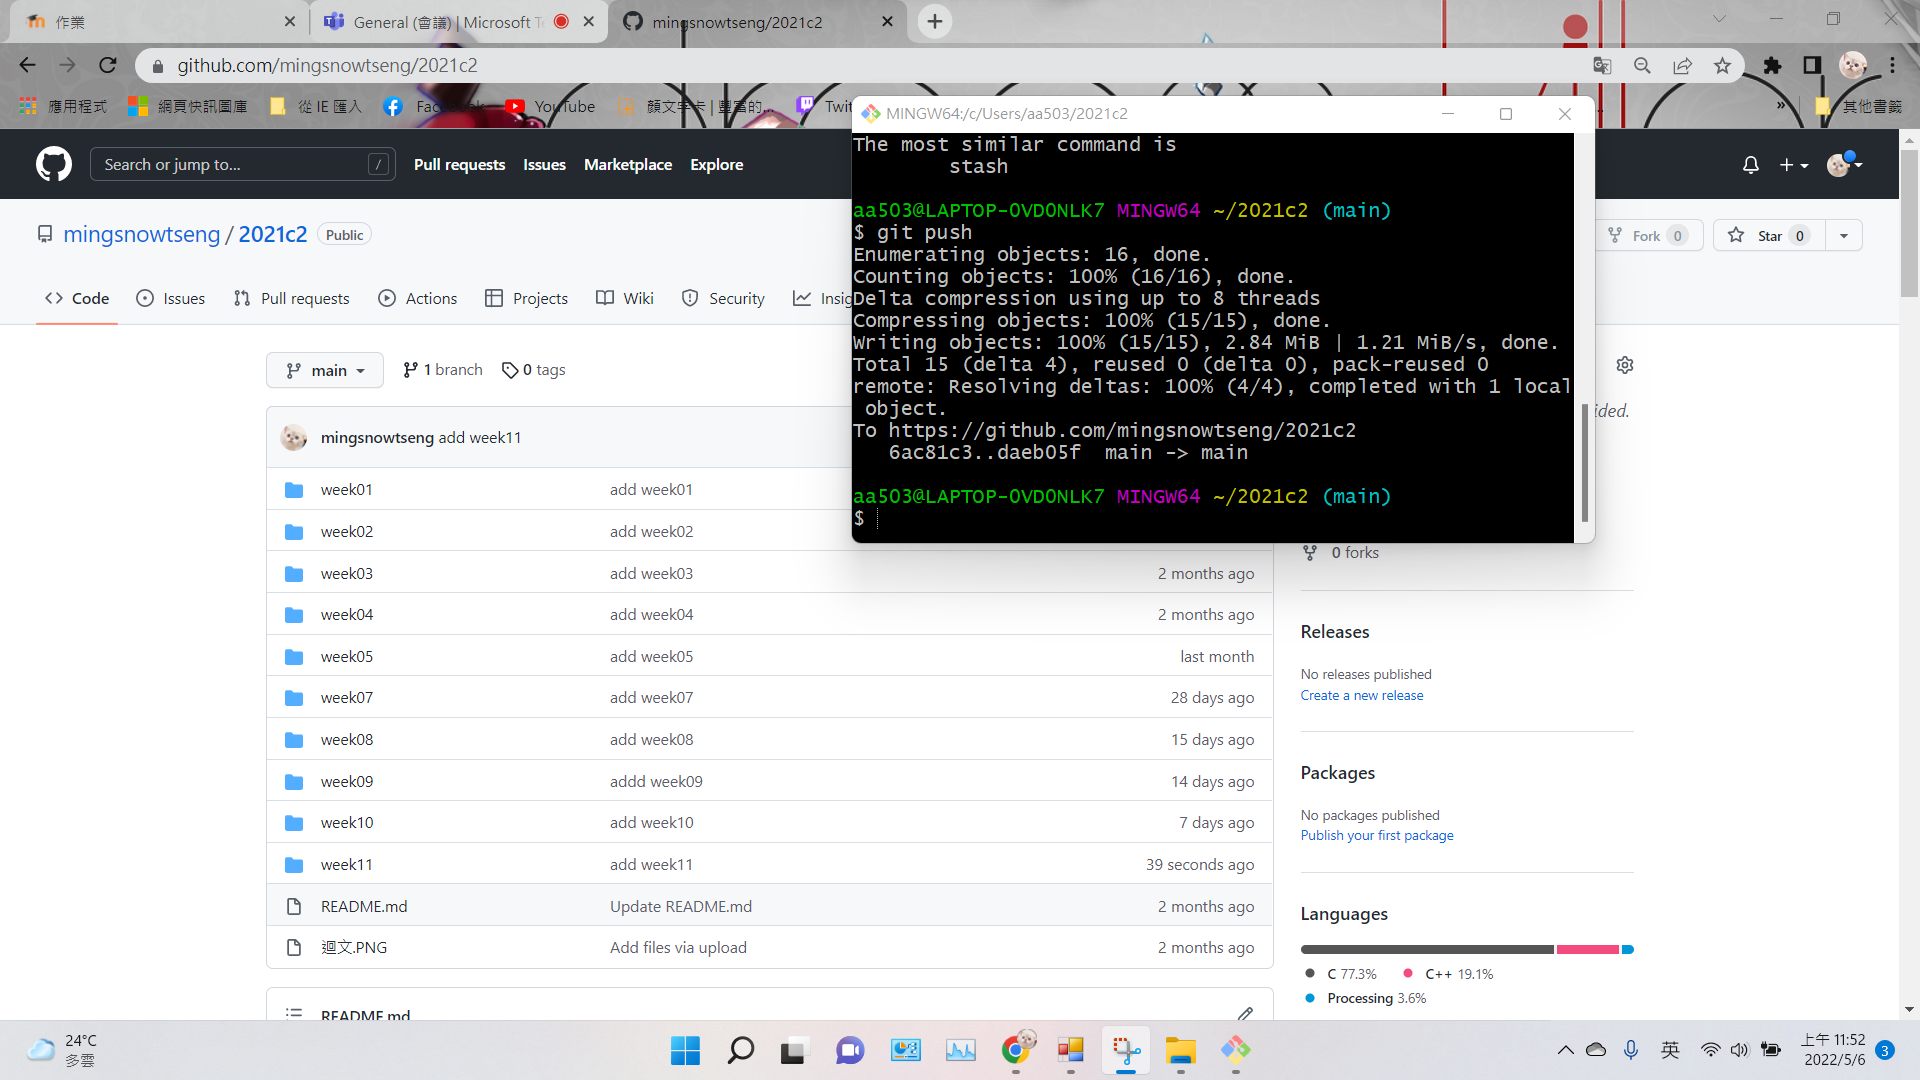 作業
General (會議) | Microsoft Te
mingsnowtseng/2021c2
github.com/mingsnowtseng/2021c2
應用程式
網頁快訊圖庫
從 IE 匯入
Facebook
YouTube
顏文字卡 | 豐富的...
Twit
»
其他書籤
MINGW64:/c/Users/aa503/2021c2
The most similar command is
stash
aa503@LAPTOP-0VD0NLK7 MINGW64 ~/2021c2 (main)
$ git push
Enumerating objects: 16, done.
Counting objects: 100% (16/16), done.
Delta compression using up to 8 threads
Compressing objects: 100% (15/15), done.
Writing objects: 100% (15/15), 2.84 MiB | 1.21 MiB/s, done.
Total 15 (delta 4), reused 0 (delta 0), pack-reused 0
remote: Resolving deltas: 100% (4/4), completed with 1 local
object.
To https://github.com/mingsnowtseng/2021c2
6ac81c3..daeb05f  main -> main
aa503@LAPTOP-0VD0NLK7 MINGW64 ~/2021c2 (main)
$
Search or jump to... /
Pull requests
Issues
Marketplace
Explore
mingsnowtseng / 2021c2 Public
Fork 0
Star 0
Code
Issues
Pull requests
Actions
Projects
Wiki
Security
Insig
main
1 branch
0 tags
ided.
mingsnowtseng add week11
week01 add week01
week02 add week02
week03 add week03 2 months ago
week04 add week04 2 months ago
week05 add week05 last month
week07 add week07 28 days ago
week08 add week08 15 days ago
week09 addd week09 14 days ago
week10 add week10 7 days ago
week11 add week11 39 seconds ago
README.md Update README.md 2 months ago
迴文.PNG Add files via upload 2 months ago
README.md
0 forks
Releases
No releases published
Create a new release
Packages
No packages published
Publish your first package
Languages
C 77.3%
C++ 19.1%
Processing 3.6%
24°C
多雲
英
上午 11:52
2022/5/6
3